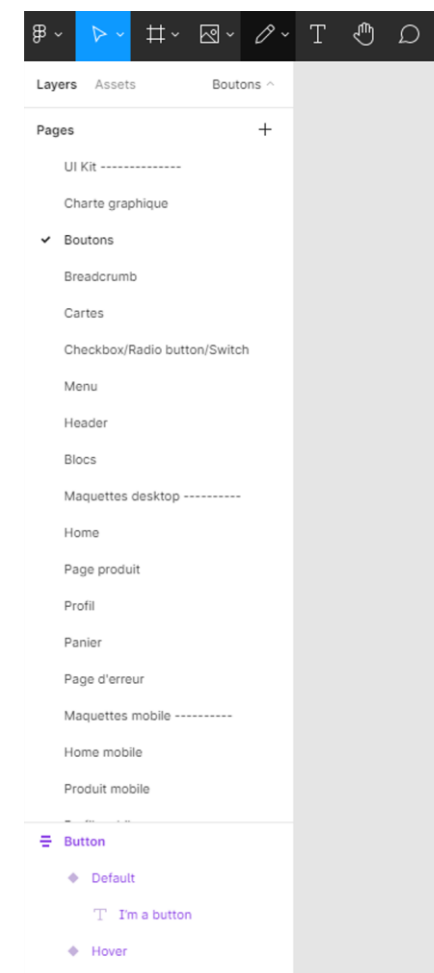 Layers Assets Boutons
Pages
UI Kit --------------
Charte graphique
Boutons
Breadcrumb
Cartes
Checkbox/Radio button/Switch
Menu
Header
Blocs
Maquettes desktop ----------
Home
Page produit
Profil
Panier
Page d'erreur
Maquettes mobile ----------
Home mobile
Produit mobile
Button
Default
I'm a button
Hover